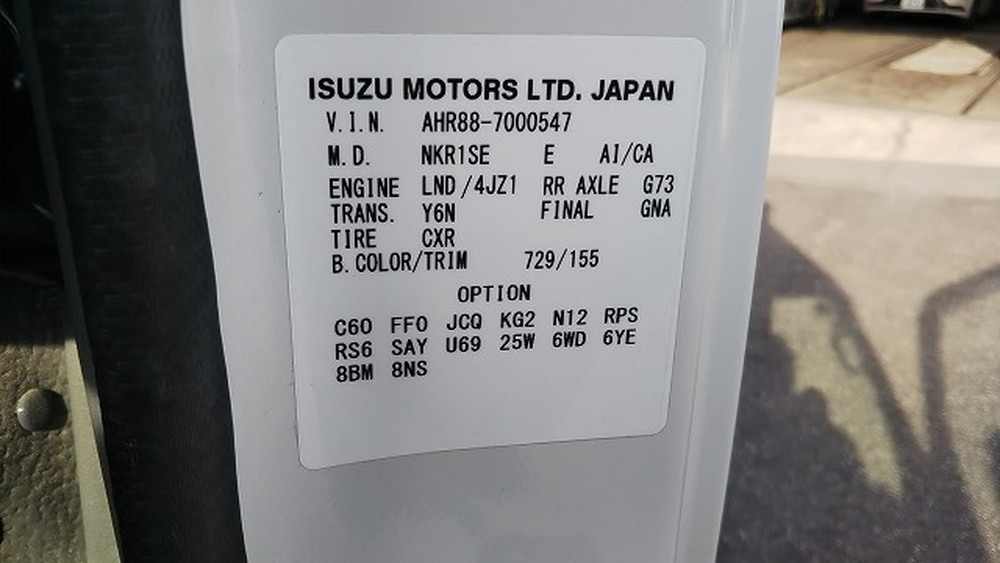 ISUZU MOTORS LTD. JAPAN
V.I.N. AHR88-7000547
M.D. NKR1SE E AI/CA
ENGINE LND/4JZ1 RR AXLE G73
TRANS. Y6N FINAL GNA
TIRE CXR
B.COLOR/TRIM 729/155
OPTION
C60 FF0 JCQ KG2 N12 RPS
RS6 SAY U69 25W 6WD 6YE
8BM 8NS